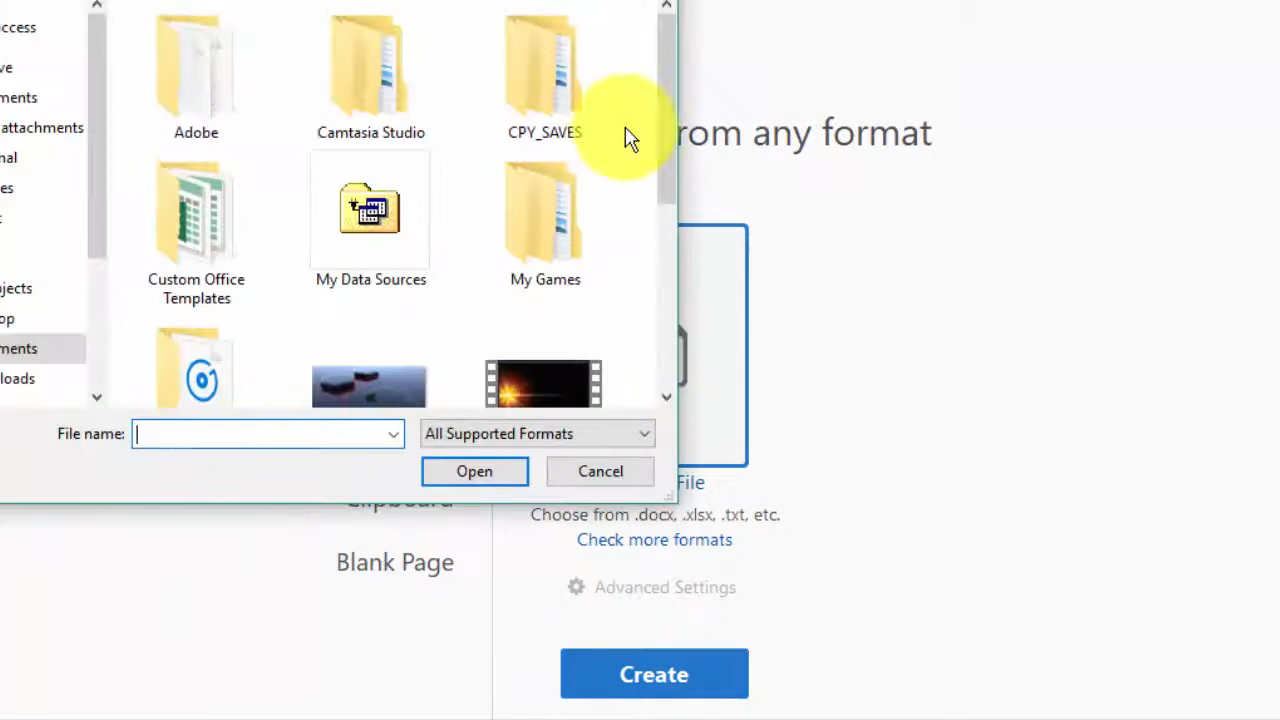 ccess
ve
ments
attachments
nal
es
jects
op
ments
loads
Adobe
Camtasia Studio
CPY_SAVES
Custom Office
Templates
My Data Sources
My Games
File name:
All Supported Formats
Open
Cancel
rom any format
File
Choose from .docx, .xlsx, .txt, etc.
Check more formats
Advanced Settings
Create
Clipboard
Blank Page